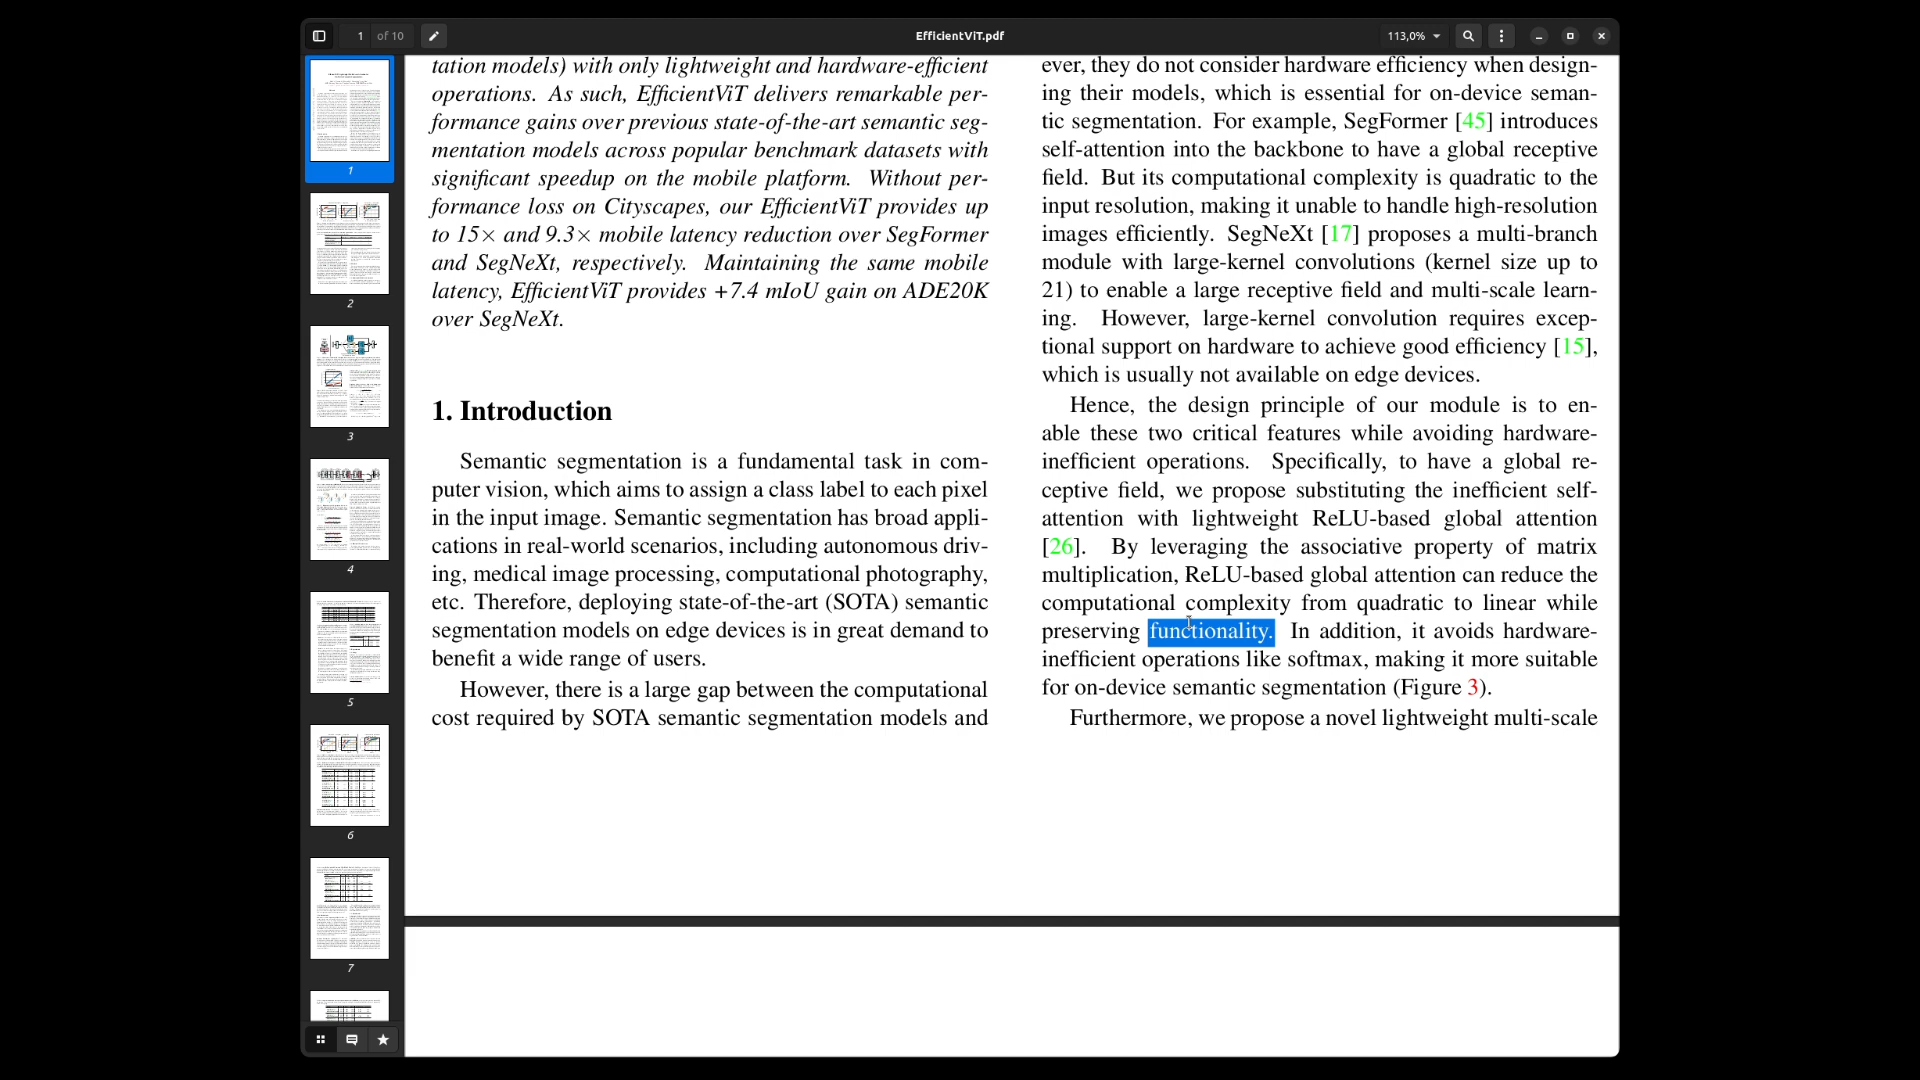 1 of 10
EfficientViT.pdf
113,0%
1
2
3
4
5
6
7
tation models) with only lightweight and hardware-efficient
operations. As such, EfficientViT delivers remarkable per-
formance gains over previous state-of-the-art semantic seg-
mentation models across popular benchmark datasets with
significant speedup on the mobile platform. Without per-
formance loss on Cityscapes, our EfficientViT provides up
to 15× and 9.3× mobile latency reduction over SegFormer
and SegNeXt, respectively. Maintaining the same mobile
latency, EfficientViT provides +7.4 mIoU gain on ADE20K
over SegNeXt.
1. Introduction
Semantic segmentation is a fundamental task in com-
puter vision, which aims to assign a class label to each pixel
in the input image. Semantic segmentation has broad appli-
cations in real-world scenarios, including autonomous driv-
ing, medical image processing, computational photography,
etc. Therefore, deploying state-of-the-art (SOTA) semantic
segmentation models on edge devices is in great demand to
benefit a wide range of users.
However, there is a large gap between the computational
cost required by SOTA semantic segmentation models and
ever, they do not consider hardware efficiency when design-
ing their models, which is essential for on-device seman-
tic segmentation. For example, SegFormer [45] introduces
self-attention into the backbone to have a global receptive
field. But its computational complexity is quadratic to the
input resolution, making it unable to handle high-resolution
images efficiently. SegNeXt [17] proposes a multi-branch
module with large-kernel convolutions (kernel size up to
21) to enable a large receptive field and multi-scale learn-
ing. However, large-kernel convolution requires excep-
tional support on hardware to achieve good efficiency [15],
which is usually not available on edge devices.
Hence, the design principle of our module is to en-
able these two critical features while avoiding hardware-
inefficient operations. Specifically, to have a global re-
ceptive field, we propose substituting the inefficient self-
attention with lightweight ReLU-based global attention
[26]. By leveraging the associative property of matrix
multiplication, ReLU-based global attention can reduce the
computational complexity from quadratic to linear while
preserving functionality. In addition, it avoids hardware-
inefficient operations like softmax, making it more suitable
for on-device semantic segmentation (Figure 3).
Furthermore, we propose a novel lightweight multi-scale